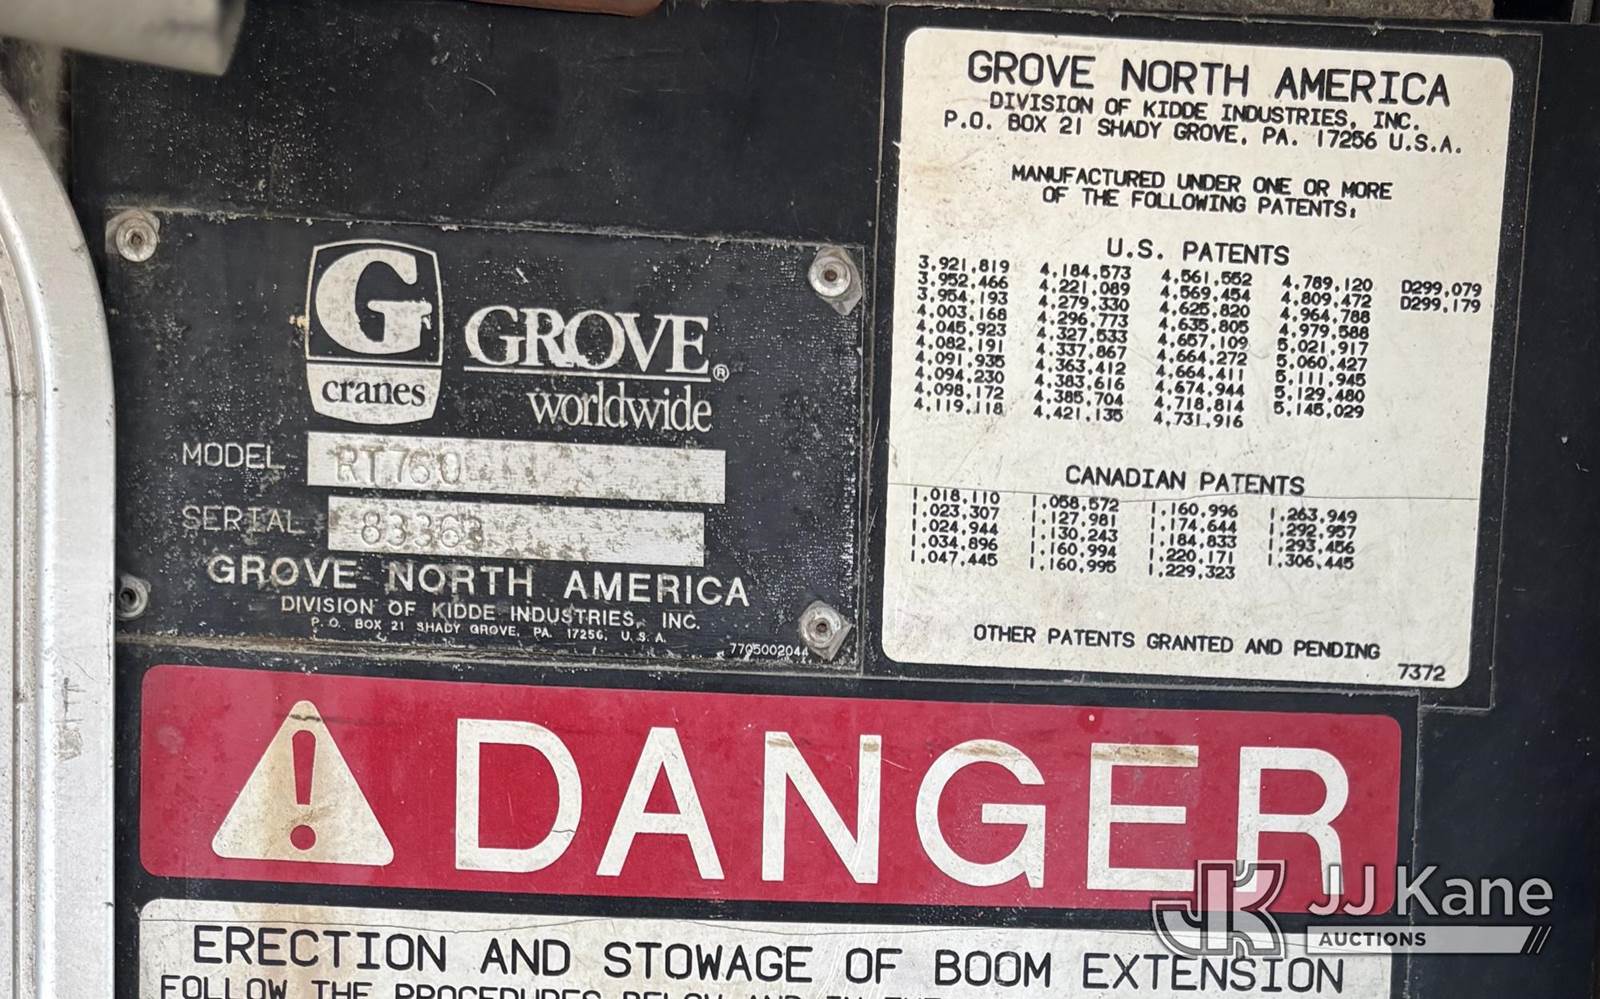 G
cranes
GROVE®
worldwide
MODEL RT760
SERIAL 83363
GROVE NORTH AMERICA
DIVISION OF KIDDE INDUSTRIES, INC.
P.O. BOX 21 SHADY GROVE, PA. 17256, U.S.A.
7705002044
GROVE NORTH AMERICA
DIVISION OF KIDDE INDUSTRIES, INC.
P.O. BOX 21 SHADY GROVE, PA. 17256 U.S.A.
MANUFACTURED UNDER ONE OR MORE
OF THE FOLLOWING PATENTS:
U.S. PATENTS
3,921,819 4,184,573 4,561,552 4,789,120 D299,079
3,952,466 4,221,089 4,569,454 4,809,472 D299,179
3,954,193 4,279,330 4,625,820 4,964,788
4,003,168 4,296,773 4,635,805 4,979,588
4,045,923 4,327,533 4,657,109 5,021,917
4,082,191 4,337,867 4,664,272 5,060,427
4,091,935 4,363,412 4,664,411 5,111,945
4,094,230 4,383,616 4,674,944 5,129,480
4,098,172 4,385,704 4,718,814 5,145,029
4,119,118 4,421,135 4,731,916
CANADIAN PATENTS
1,018,110 1,058,572 1,160,996 1,263,949
1,023,307 1,127,981 1,174,644 1,292,957
1,024,944 1,130,243 1,184,833 1,293,456
1,034,896 1,160,994 1,220,171 1,306,445
1,047,445 1,160,995 1,229,323
OTHER PATENTS GRANTED AND PENDING
7372
DANGER
ERECTION AND STOWAGE OF BOOM EXTENSION
FOLLOW THE PROCEDURES BELOW AND IN THE
JK JJ Kane
AUCTIONS